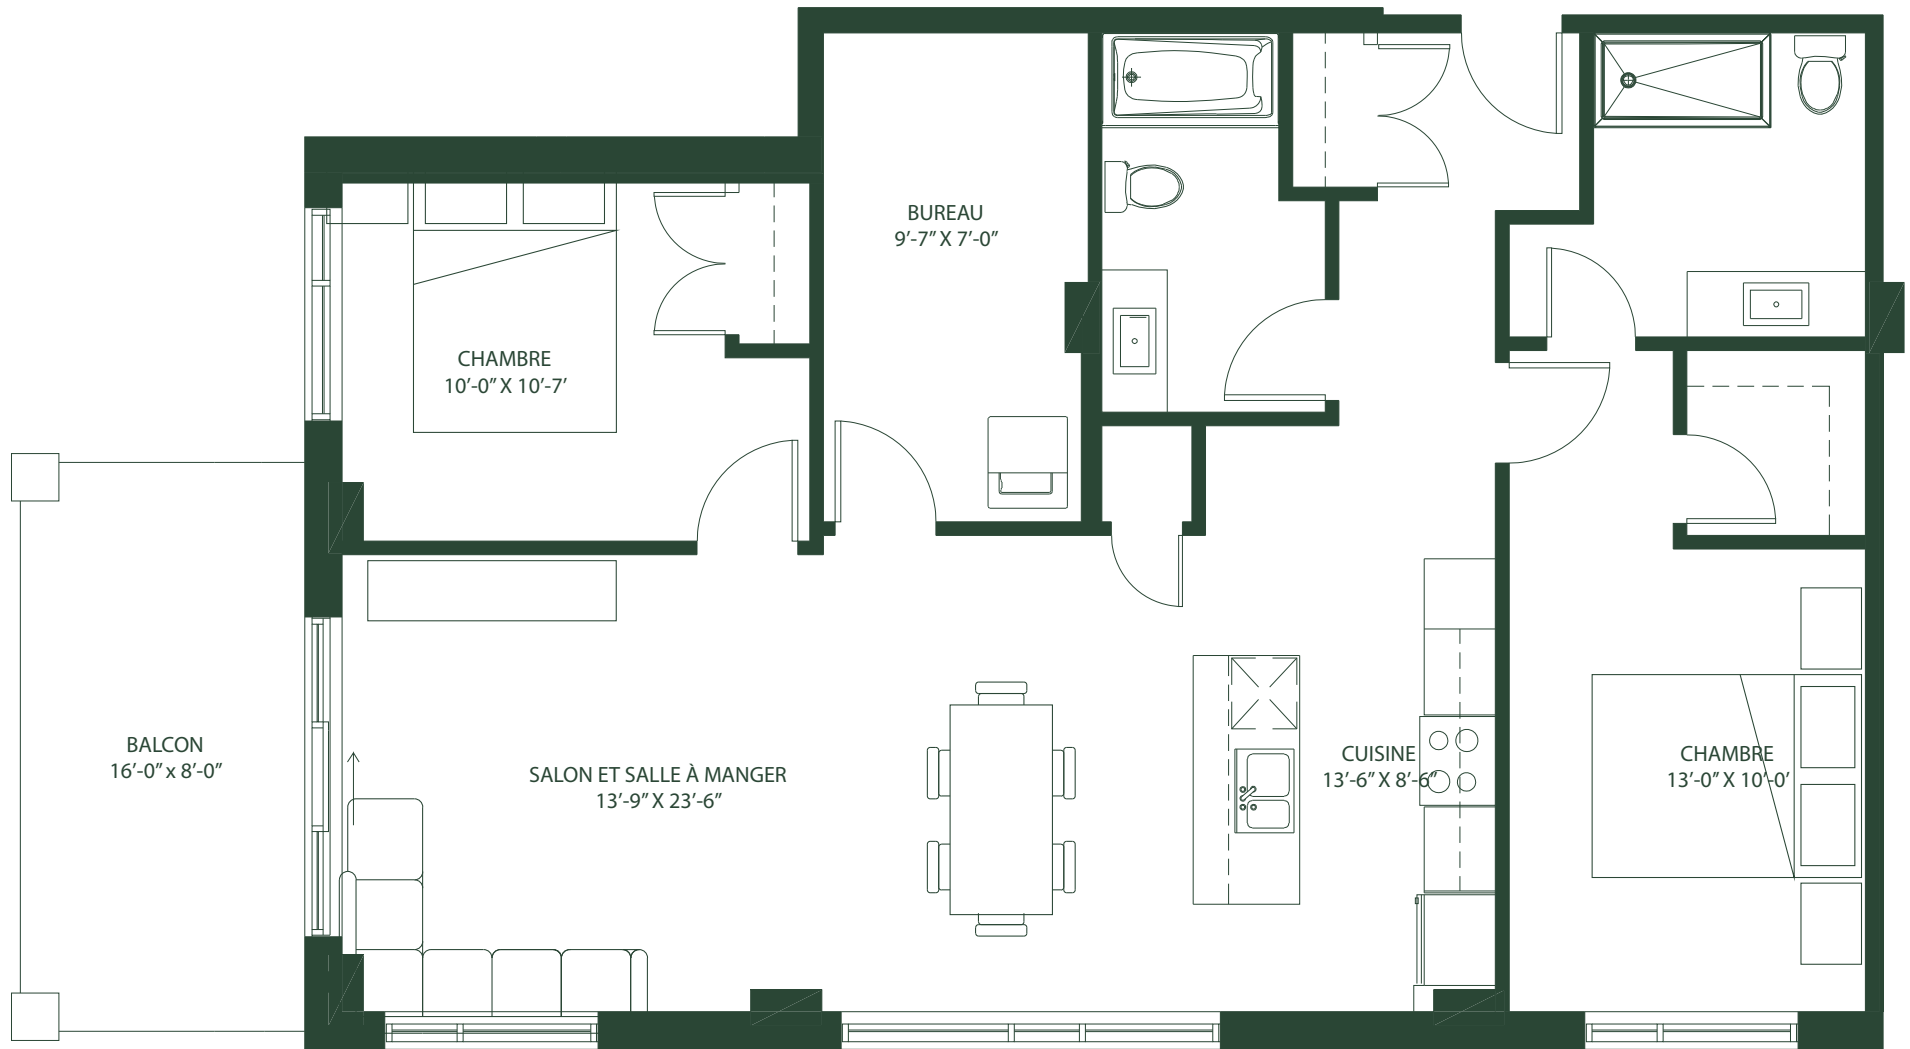 BUREAU
9’-7” X 7’-0”
CHAMBRE
10’-0” X 10’-7’
BALCON
16’-0” x 8’-0”
SALON ET SALLE À MANGER
13’-9” X 23’-6”
CUISINE
13’-6” X 8’-6”
CHAMBRE
13’-0” X 10’-0’